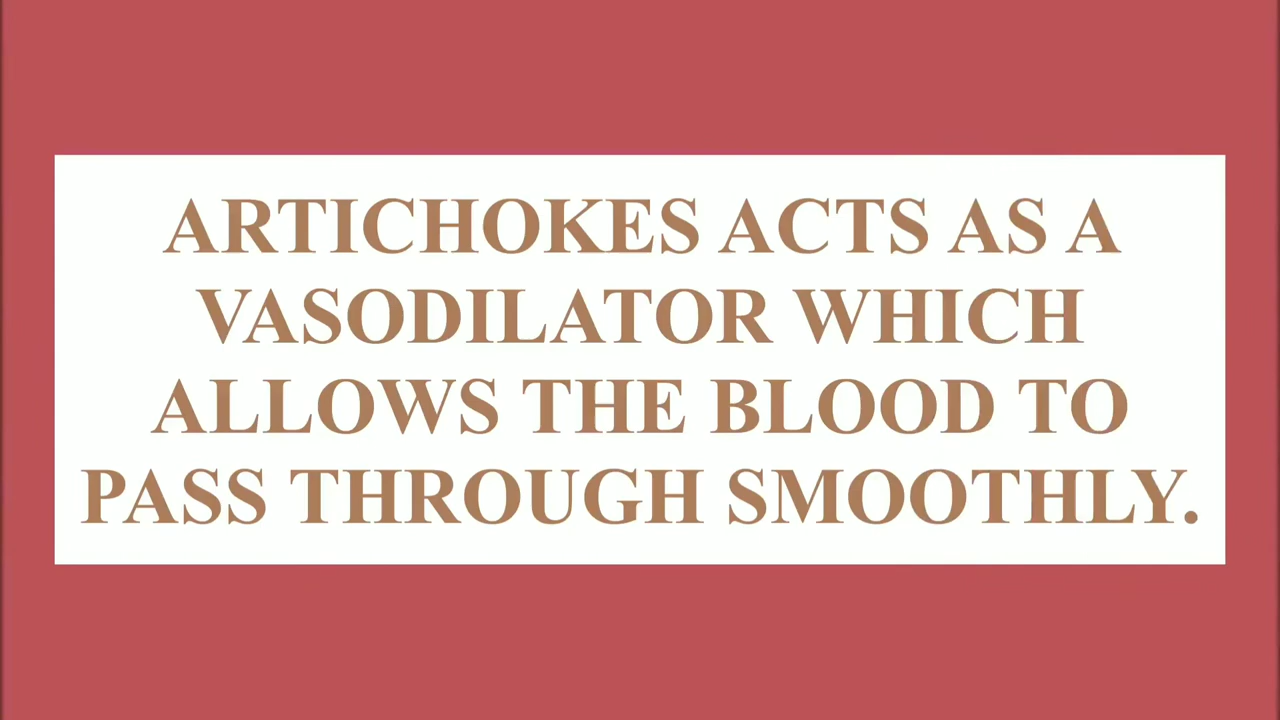 ARTICHOKES ACTS AS A
VASODILATOR WHICH
ALLOWS THE BLOOD TO
PASS THROUGH SMOOTHLY.